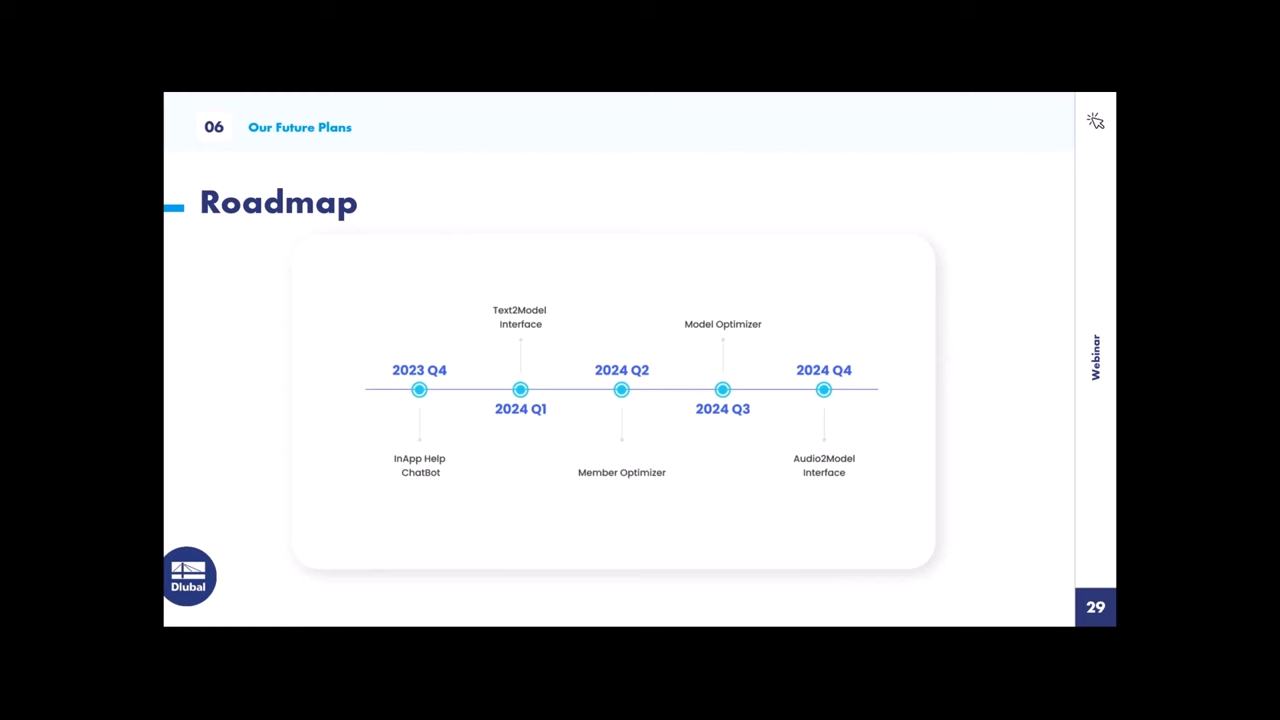 06 Our Future Plans
Roadmap
Text2Model
Interface
Model Optimizer
2023 Q4
2024 Q2
2024 Q4
2024 Q1
2024 Q3
InApp Help
ChatBot
Member Optimizer
Audio2Model
Interface
Webinar
Dlubal
29